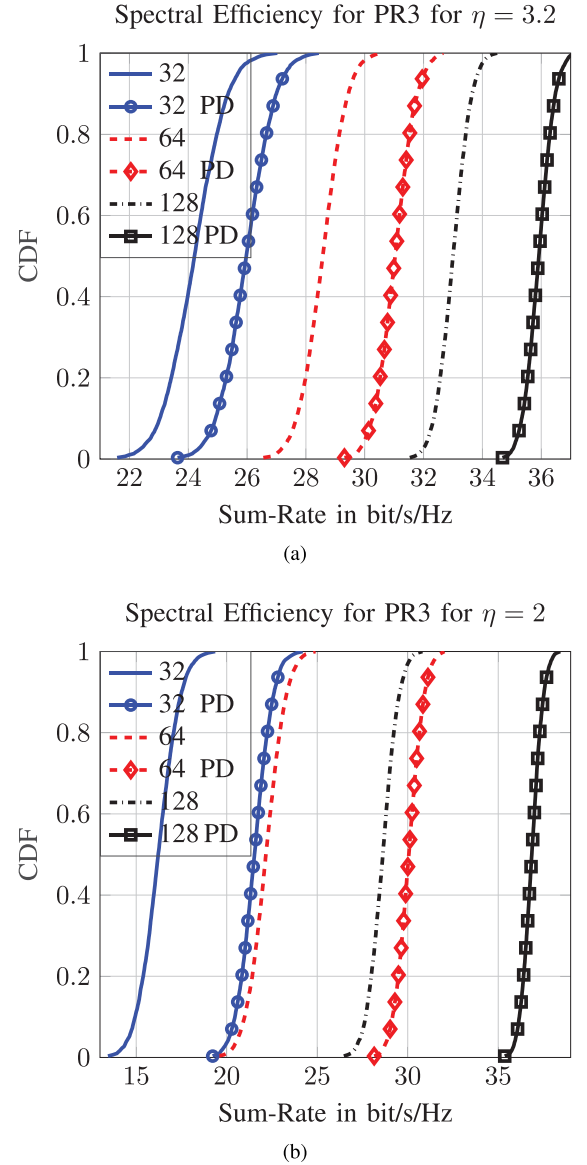 Spectral Efficiency for PR3 for η = 3.2
1
0.8
0.6
0.4
0.2
0
CDF
32
32 PD
64
64 PD
128
128 PD
22 24 26 28 30 32 34 36
Sum-Rate in bit/s/Hz
(a)
Spectral Efficiency for PR3 for η = 2
1
0.8
0.6
0.4
0.2
0
CDF
32
32 PD
64
64 PD
128
128 PD
15 20 25 30 35
Sum-Rate in bit/s/Hz
(b)